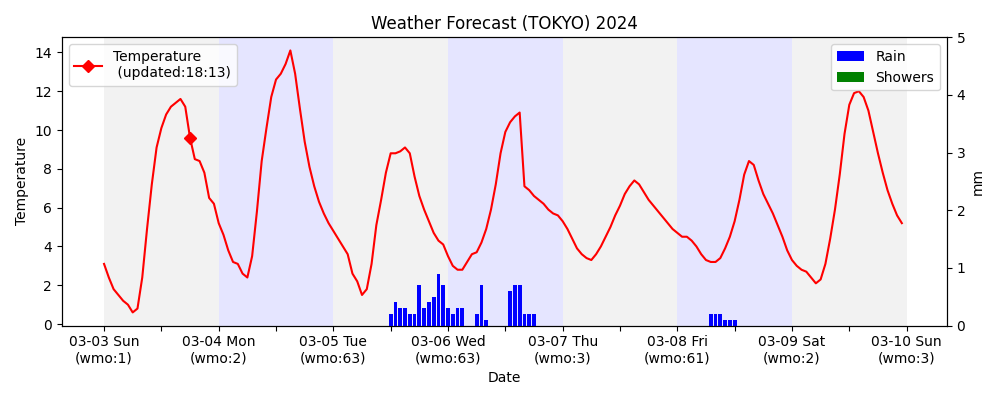 Weather Forecast (TOKYO) 2024
Temperature
(updated:18:13)
Rain
Showers
14
12
10
8
6
4
2
0
Temperature
5
4
3
2
1
0
mm
03-03 Sun
(wmo:1)
03-04 Mon
(wmo:2)
03-05 Tue
(wmo:63)
03-06 Wed
(wmo:63)
03-07 Thu
(wmo:3)
03-08 Fri
(wmo:61)
03-09 Sat
(wmo:2)
03-10 Sun
(wmo:3)
Date